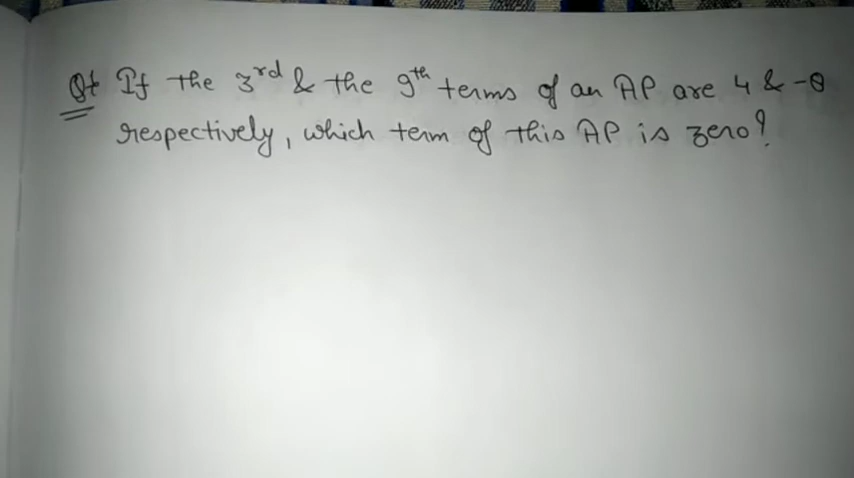 Q† If the 3rd & the 9th terms of an AP are 4 & -8
respectively, which term of this AP is zero?